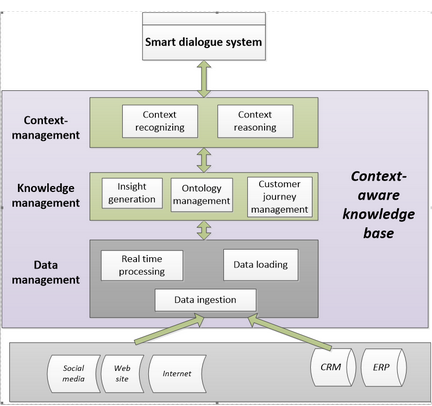 Smart dialogue system
Context-
management
Context
recognizing
Context
reasoning
Knowledge
management
Insight
generation
Ontology
management
Customer
journey
management
Context-
aware
knowledge
base
Data
management
Real time
processing
Data loading
Data ingestion
Social
media
Web
site
Internet
CRM
ERP